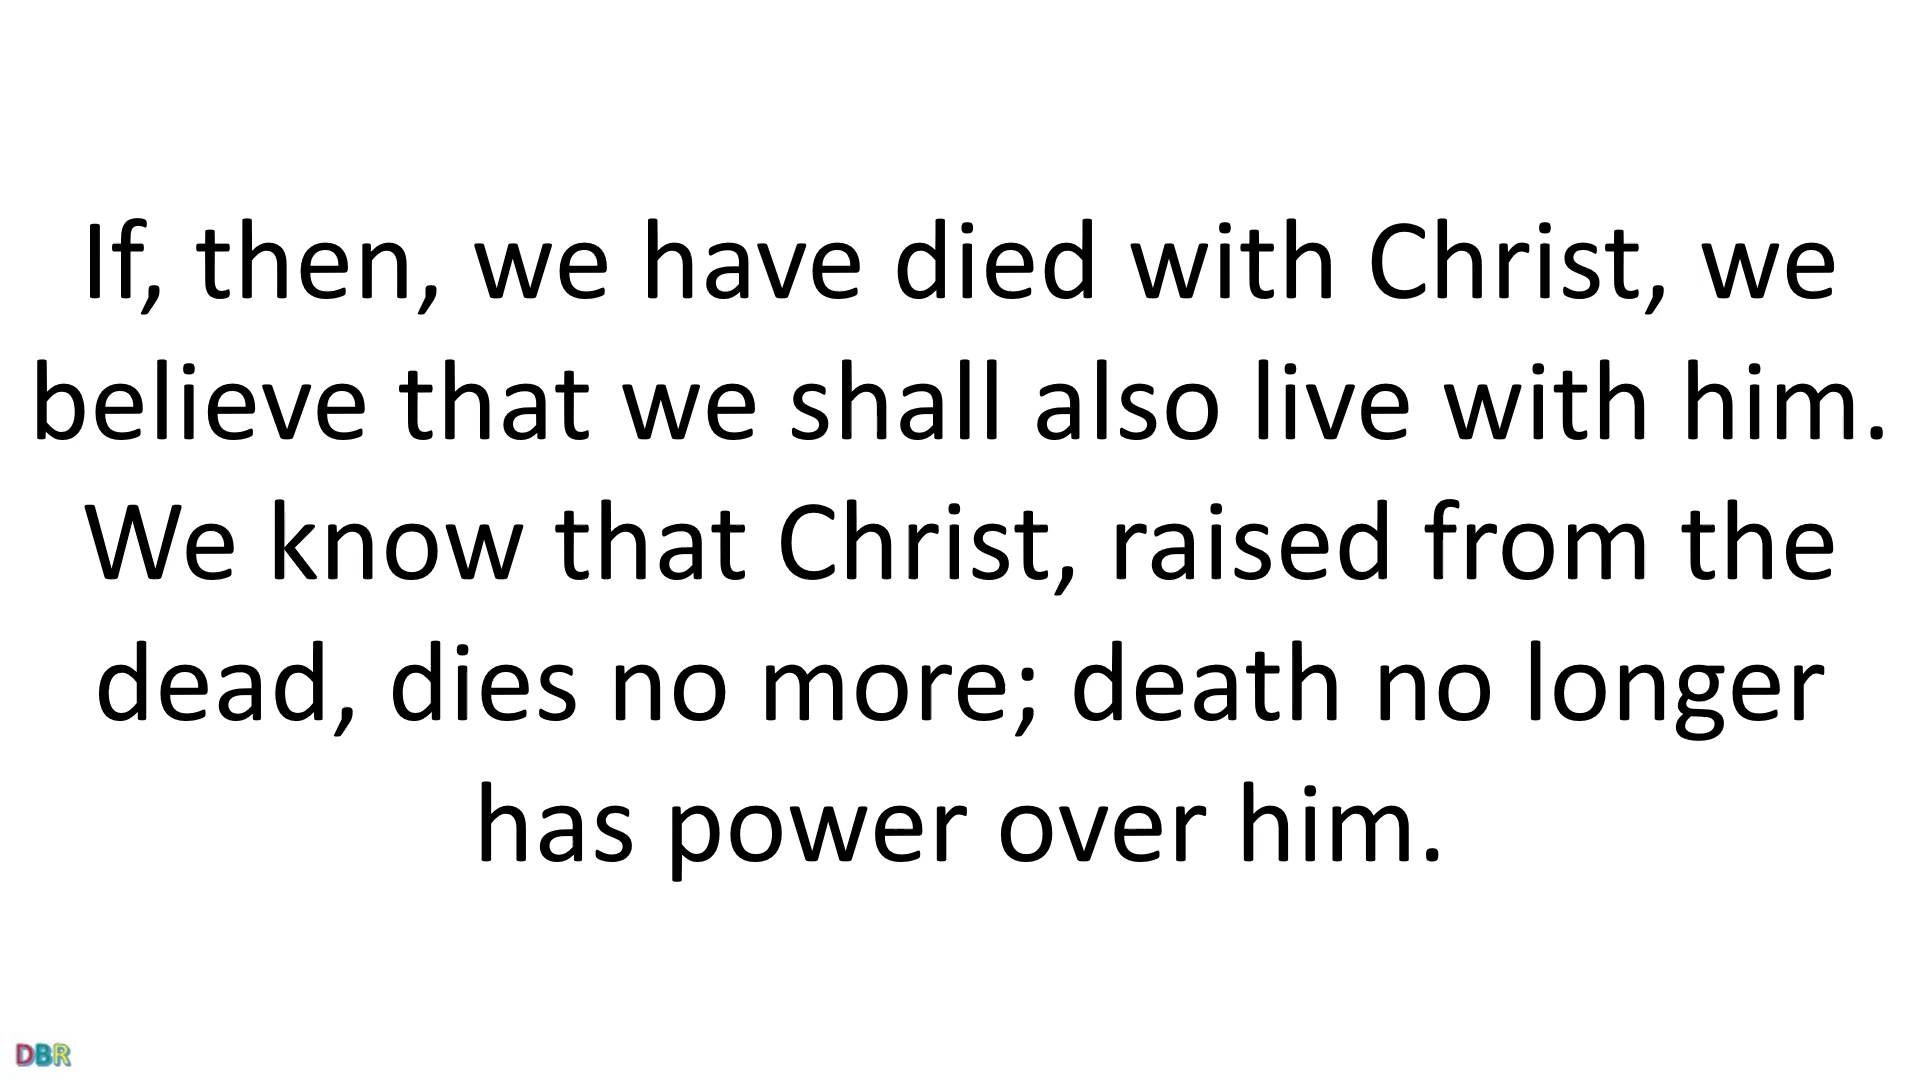 If, then, we have died with Christ, we
believe that we shall also live with him.
We know that Christ, raised from the
dead, dies no more; death no longer
has power over him.
DBR